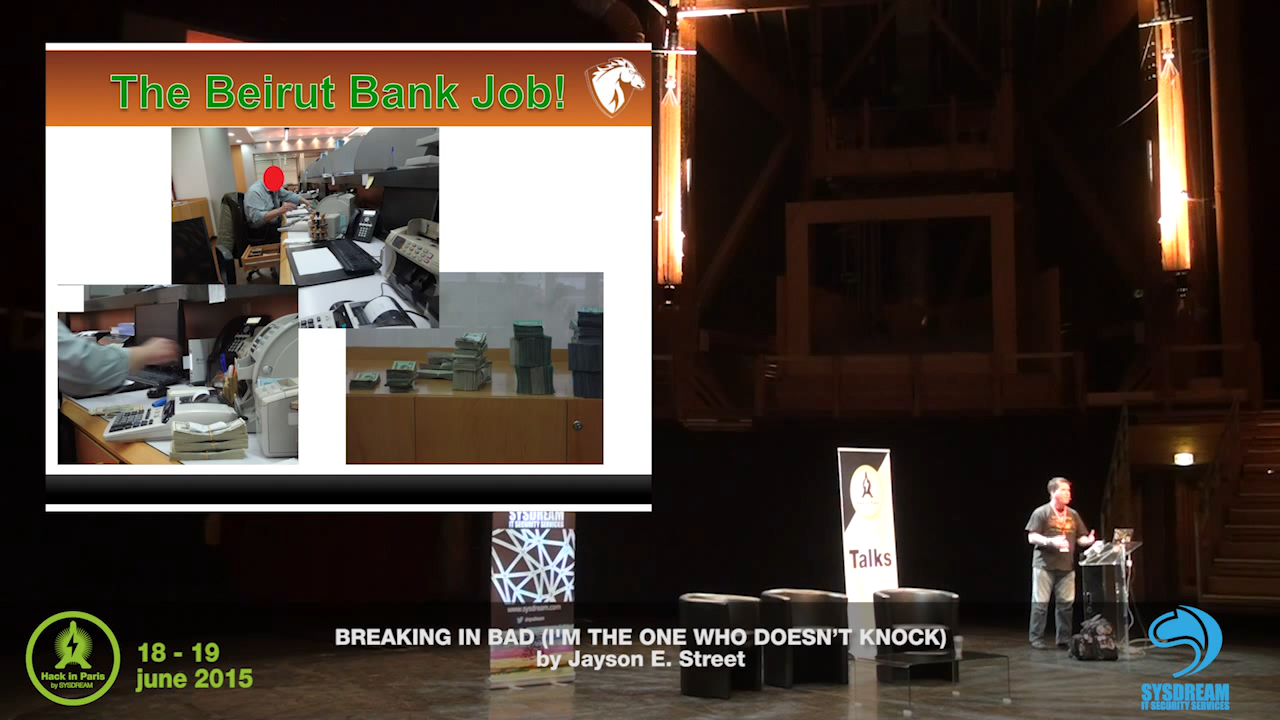 The Beirut Bank Job!
SYSDREAM
IT SECURITY SERVICES
www.sysdream.com
Talks
BREAKING IN BAD (I'M THE ONE WHO DOESN'T KNOCK)
by Jayson E. Street
Hack in Paris
by SYSDREAM
18 - 19
june 2015
SYSDREAM
IT SECURITY SERVICES